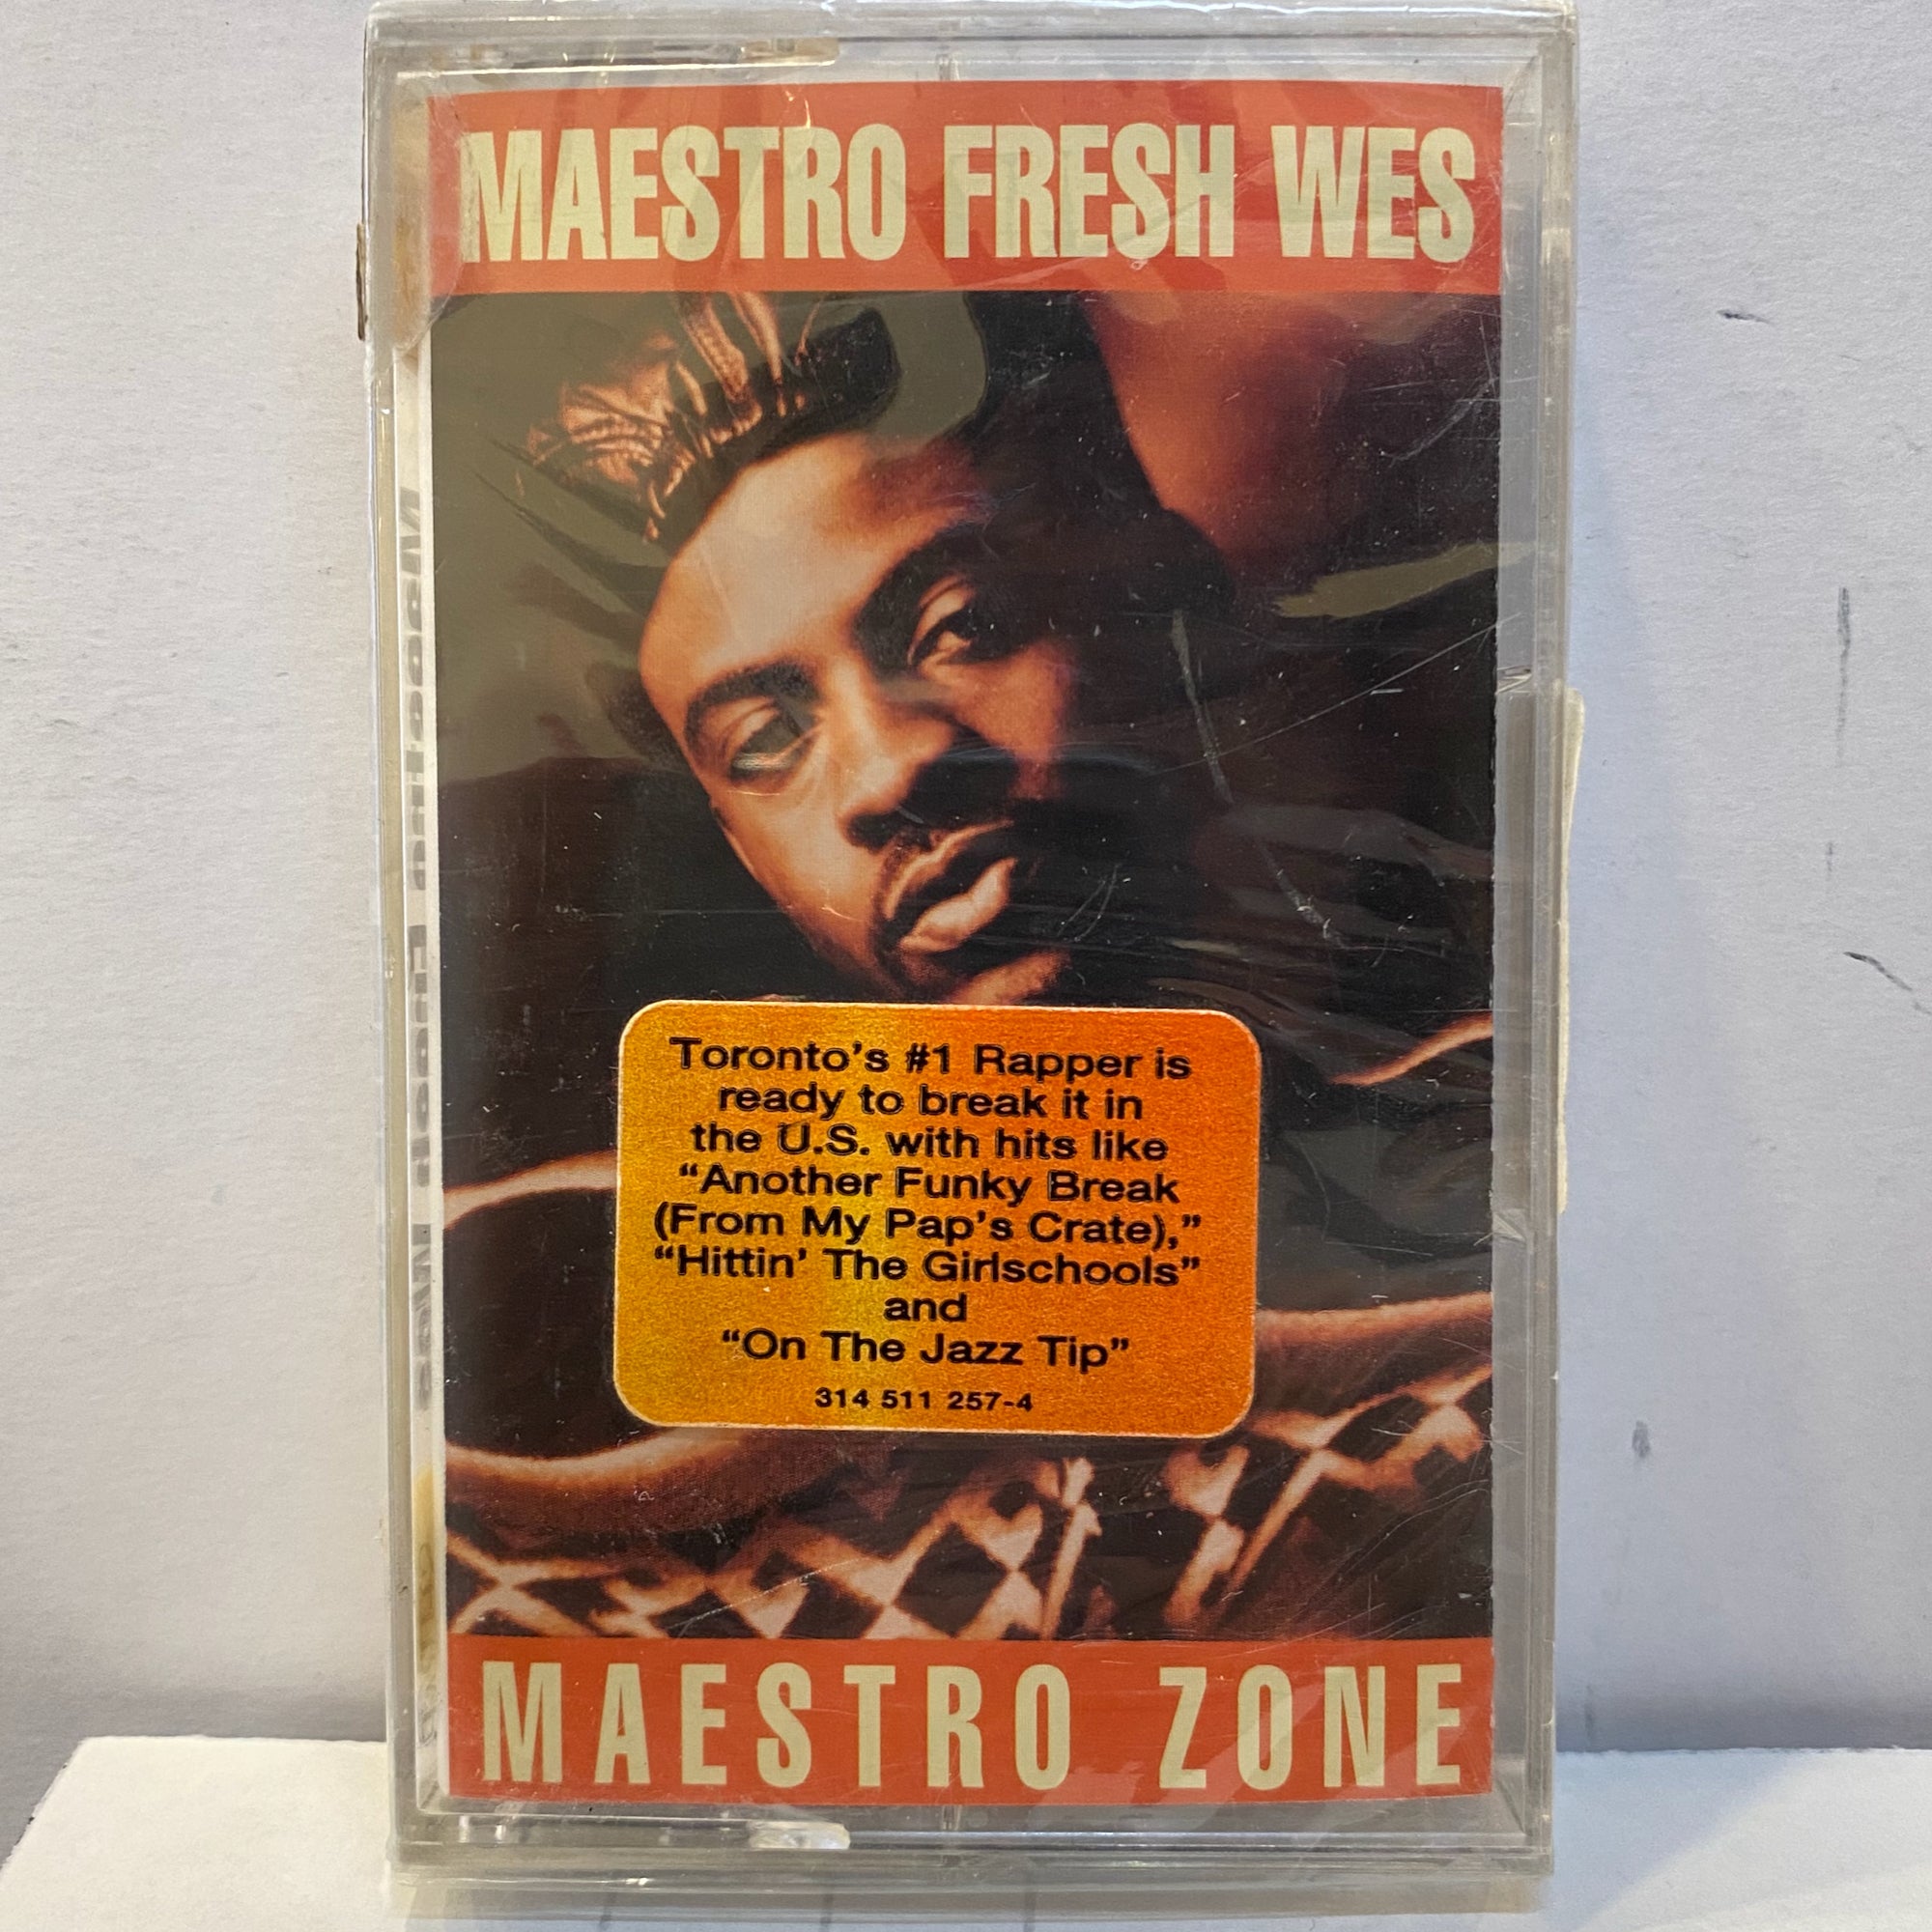 MAESTRO FRESH WES
Toronto's #1 Rapper is
ready to break it in
the U.S. with hits like
“Another Funky Break
(From My Pap's Crate),”
“Hittin' The Girlschools”
and
“On The Jazz Tip”
314 511 257-4
MAESTRO ZONE